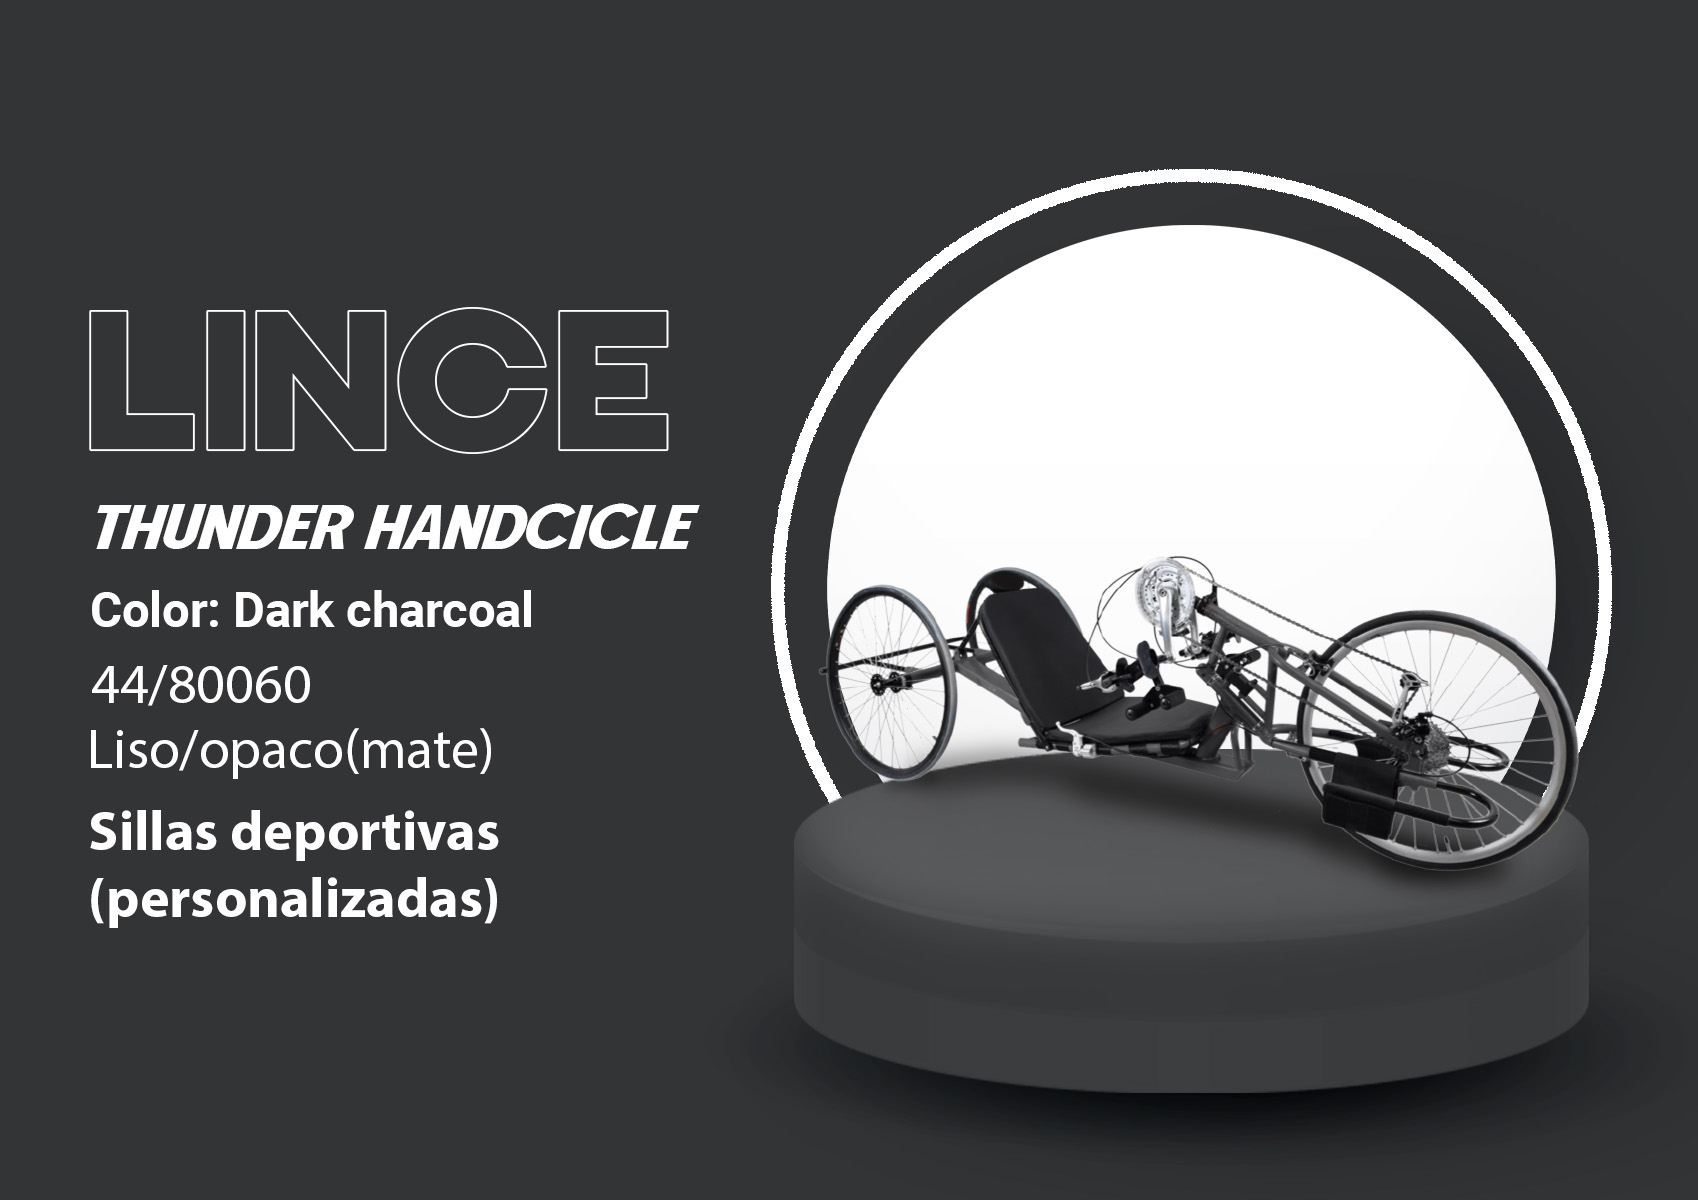 LINCE
THUNDER HANDCICLE
Color: Dark charcoal
44/80060
Liso/opaco(mate)
Sillas deportivas
(personalizadas)